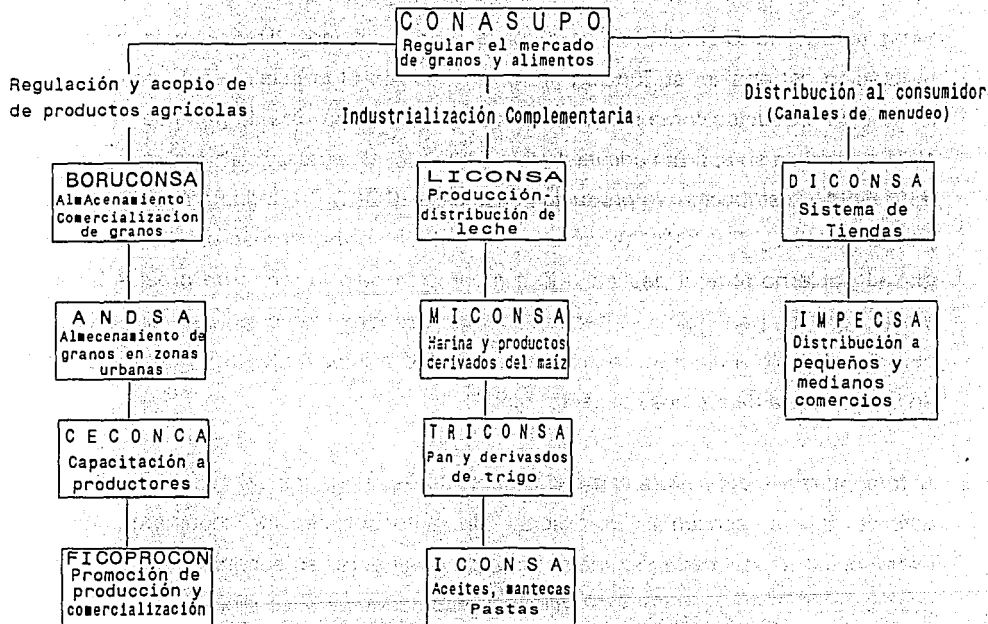 CONASUPO
Regular el mercado
de granos y alimentos
Regulación y acopio de
de productos agrícolas
BORUCONSA
AlmAcenamiento
Comercializacion
de granos
ANDSA
Almecenamiento de
granos en zonas
urbanas
CECONCA
Capacitación a
productores
FICOPROCON
Promoción de
producción y
comercialización
Industrialización Complementaria
LICONSA
Producción-
distribución de
leche
MICONSA
Harina y productos
cerivados del maíz
TRICONSA
Pan y derivasdos
de trigo
ICONSA
Aceites, mantecas
Pastas
Distribución al consumidor
(Canales de menudeo)
DICONSA
Sistema de
Tiendas
IMPECSA
Distribución a
pequeños y
medianos
comercios